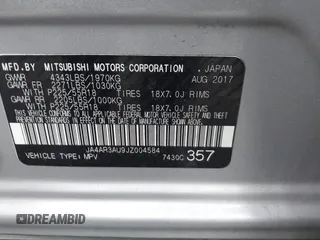 MFD.BY MITSUBISHI MOTORS CORPORATION , JAPAN
GVWR 4343LBS/1970KG AUG 2017
GAWR FR 2271LBS/1030KG
WITH P225/55R18 TIRES, 18X7.0J RIMS
GAWR RR 2205LBS/1000KG
WITH P225/55R18 TIRES, 18X7.0J RIMS
JA4AR3AU9JZ004584
VEHICLE TYPE: MPV 7430C 357
DREAMBID